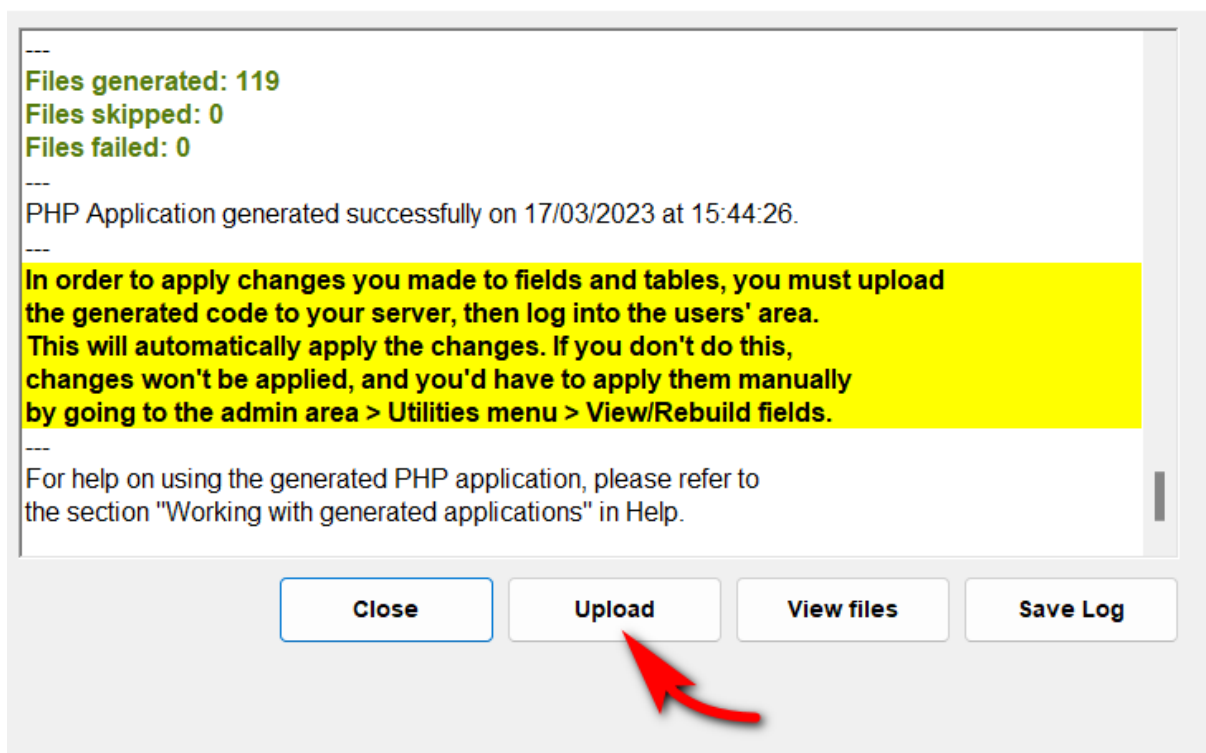 ---
Files generated: 119
Files skipped: 0
Files failed: 0
---
PHP Application generated successfully on 17/03/2023 at 15:44:26.
---
In order to apply changes you made to fields and tables, you must upload
the generated code to your server, then log into the users' area.
This will automatically apply the changes. If you don't do this,
changes won't be applied, and you'd have to apply them manually
by going to the admin area > Utilities menu > View/Rebuild fields.
---
For help on using the generated PHP application, please refer to
the section "Working with generated applications" in Help.
Close Upload View files Save Log